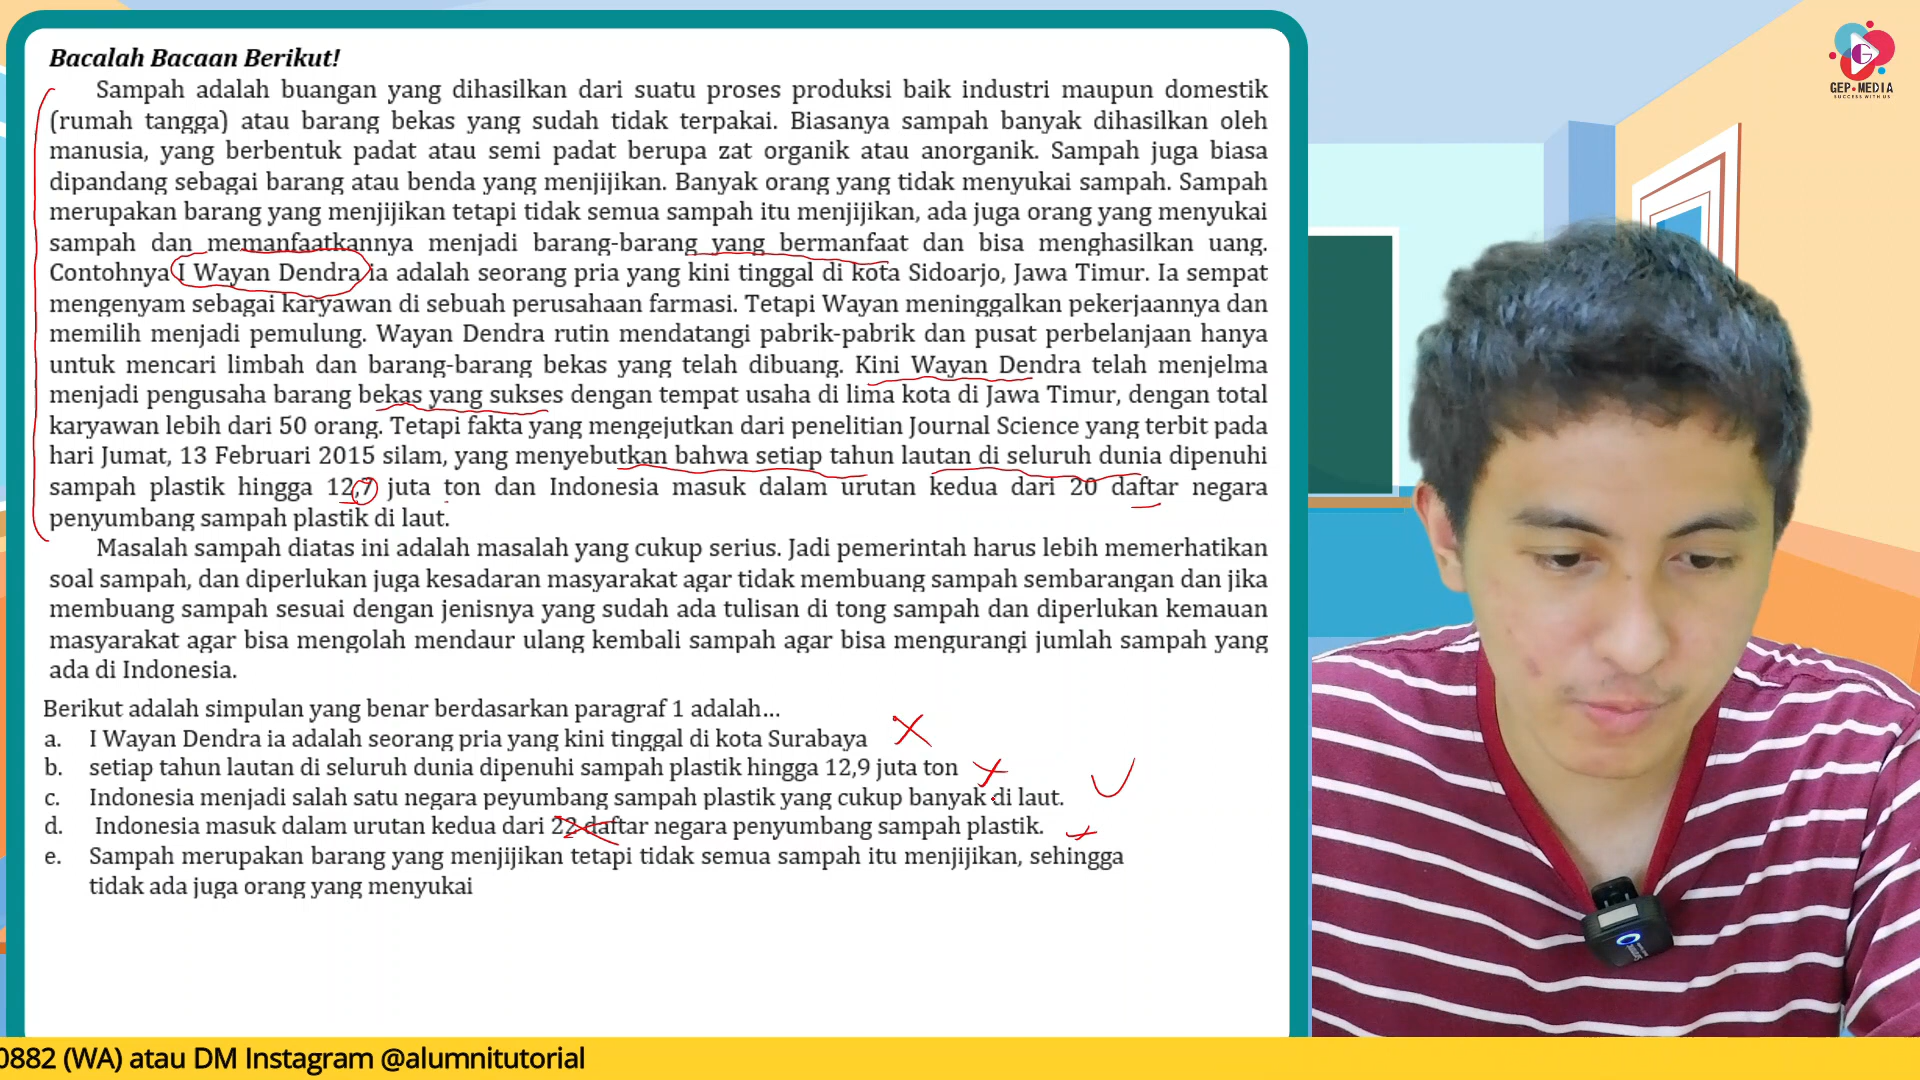 Bacalah Bacaan Berikut!
Sampah adalah buangan yang dihasilkan dari suatu proses produksi baik industri maupun domestik
(rumah tangga) atau barang bekas yang sudah tidak terpakai. Biasanya sampah banyak dihasilkan oleh
manusia, yang berbentuk padat atau semi padat berupa zat organik atau anorganik. Sampah juga biasa
dipandang sebagai barang atau benda yang menjijikan. Banyak orang yang tidak menyukai sampah. Sampah
merupakan barang yang menjijikan tetapi tidak semua sampah itu menjijikan, ada juga orang yang menyukai
sampah dan memanfaatkannya menjadi barang-barang yang bermanfaat dan bisa menghasilkan uang.
Contohnya I Wayan Dendra ia adalah seorang pria yang kini tinggal di kota Sidoarjo, Jawa Timur. Ia sempat
mengenyam sebagai karyawan di sebuah perusahaan farmasi. Tetapi Wayan meninggalkan pekerjaannya dan
memilih menjadi pemulung. Wayan Dendra rutin mendatangi pabrik-pabrik dan pusat perbelanjaan hanya
untuk mencari limbah dan barang-barang bekas yang telah dibuang. Kini Wayan Dendra telah menjelma
menjadi pengusaha barang bekas yang sukses dengan tempat usaha di lima kota di Jawa Timur, dengan total
karyawan lebih dari 50 orang. Tetapi fakta yang mengejutkan dari penelitian Journal Science yang terbit pada
hari Jumat, 13 Februari 2015 silam, yang menyebutkan bahwa setiap tahun lautan di seluruh dunia dipenuhi
sampah plastik hingga 12,7 juta ton dan Indonesia masuk dalam urutan kedua dari 20 daftar negara
penyumbang sampah plastik di laut.
Masalah sampah diatas ini adalah masalah yang cukup serius. Jadi pemerintah harus lebih memerhatikan
soal sampah, dan diperlukan juga kesadaran masyarakat agar tidak membuang sampah sembarangan dan jika
membuang sampah sesuai dengan jenisnya yang sudah ada tulisan di tong sampah dan diperlukan kemauan
masyarakat agar bisa mengolah mendaur ulang kembali sampah agar bisa mengurangi jumlah sampah yang
ada di Indonesia.
Berikut adalah simpulan yang benar berdasarkan paragraf 1 adalah...
a. I Wayan Dendra ia adalah seorang pria yang kini tinggal di kota Surabaya
b. setiap tahun lautan di seluruh dunia dipenuhi sampah plastik hingga 12,9 juta ton
c. Indonesia menjadi salah satu negara peyumbang sampah plastik yang cukup banyak di laut.
d. Indonesia masuk dalam urutan kedua dari 22 daftar negara penyumbang sampah plastik.
e. Sampah merupakan barang yang menjijikan tetapi tidak semua sampah itu menjijikan, sehingga
tidak ada juga orang yang menyukai
GEP MEDIA
SUCCESS WITH US
0882 (WA) atau DM Instagram @alumnitutorial